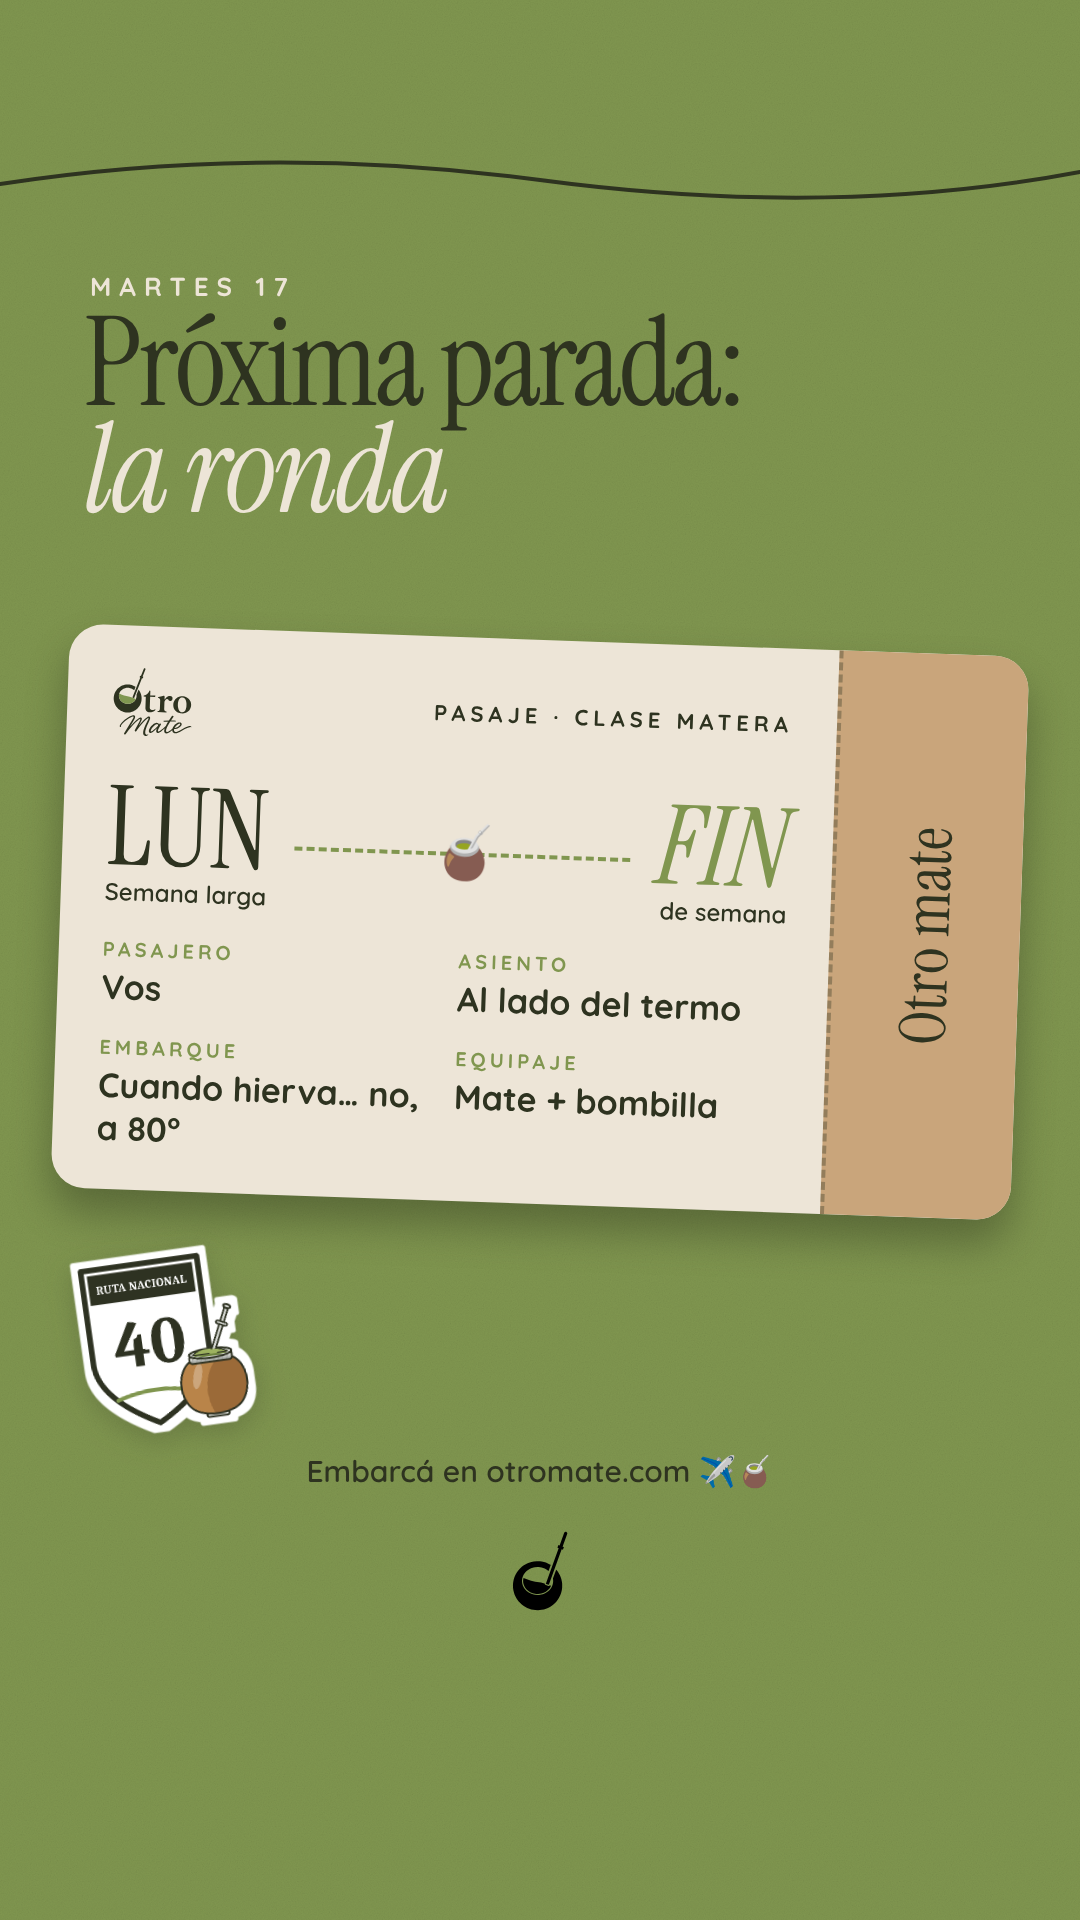 MARTES 17
Próxima parada:
la ronda
Otro
Mate
PASAJE · CLASE MATERA
LUN
FIN
Semana larga
de semana
PASAJERO
Vos
ASIENTO
Al lado del termo
EMBARQUE
Cuando hierva... no,
a 80°
EQUIPAJE
Mate + bombilla
Otro mate
RUTA NACIONAL
40
Embarcá en otromate.com ✈️🧉